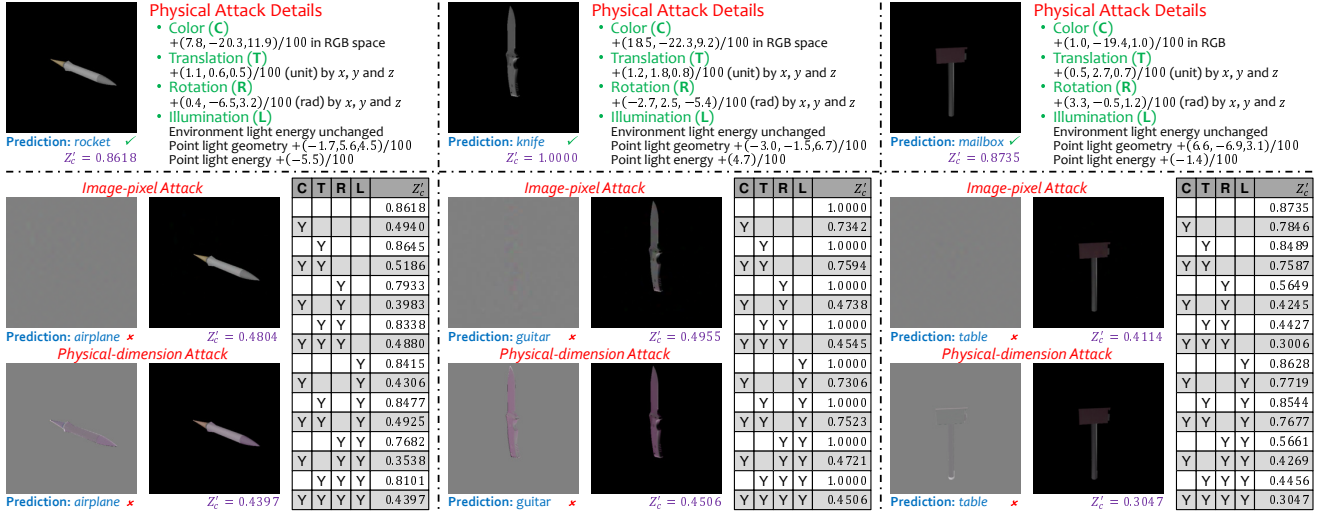 Physical Attack Details
• Color (C)
+(7.8, −20.3,11.9)/100 in RGB space
• Translation (T)
+(1.1, 0.6,0.5)/100 (unit) by x, y and z
• Rotation (R)
+(0.4, −6.5,3.2)/100 (rad) by x, y and z
• Illumination (L)
Environment light energy unchanged
Point light geometry +(−1.7,5.6,4.5)/100
Point light energy +(−5.5)/100
Prediction: rocket ✓
Z′c = 0.8618
Image-pixel Attack
Prediction: airplane ✘
Z′c = 0.4804
Physical-dimension Attack
Prediction: airplane ✘
Z′c = 0.4397
C T R L Z′c
0.8618
Y 0.4940
Y 0.8645
Y Y 0.5186
Y 0.7933
Y Y 0.3983
Y Y 0.8338
Y Y Y 0.4880
Y 0.8415
Y Y 0.4306
Y Y 0.8477
Y Y Y 0.4925
Y Y 0.7682
Y Y Y 0.3538
Y Y Y 0.8101
Y Y Y Y 0.4397
Physical Attack Details
• Color (C)
+(18.5, −22.3,9.2)/100 in RGB space
• Translation (T)
+(1.2, 1.8,0.8)/100 (unit) by x, y and z
• Rotation (R)
+(−2.7, 2.5, −5.4)/100 (rad) by x, y and z
• Illumination (L)
Environment light energy unchanged
Point light geometry +(−3.0, −1.5,6.7)/100
Point light energy +(4.7)/100
Prediction: knife ✓
Z′c = 1.0000
Image-pixel Attack
Prediction: guitar ✘
Z′c = 0.4955
Physical-dimension Attack
Prediction: guitar ✘
Z′c = 0.4506
C T R L Z′c
1.0000
Y 0.7342
Y 1.0000
Y Y 0.7594
Y 1.0000
Y Y 0.4738
Y Y 1.0000
Y Y Y 0.4545
Y 1.0000
Y Y 0.7306
Y Y 1.0000
Y Y Y 0.7523
Y Y 1.0000
Y Y Y 0.4721
Y Y Y 1.0000
Y Y Y Y 0.4506
Physical Attack Details
• Color (C)
+(1.0, −19.4,1.0)/100 in RGB
• Translation (T)
+(0.5, 2.7,0.7)/100 (unit) by x, y and z
• Rotation (R)
+(3.3, −0.5,1.2)/100 (rad) by x, y and z
• Illumination (L)
Environment light energy unchanged
Point light geometry +(6.6, −6.9,3.1)/100
Point light energy +(−1.4)/100
Prediction: mailbox ✓
Z′c = 0.8735
Image-pixel Attack
Prediction: table ✘
Z′c = 0.4114
Physical-dimension Attack
Prediction: table ✘
Z′c = 0.3047
C T R L Z′c
0.8735
Y 0.7846
Y 0.8489
Y Y 0.7587
Y 0.5649
Y Y 0.4245
Y Y 0.4427
Y Y Y 0.3006
Y 0.8628
Y Y 0.7719
Y Y 0.8544
Y Y Y 0.7677
Y Y 0.5661
Y Y Y 0.4269
Y Y Y 0.4456
Y Y Y Y 0.3047